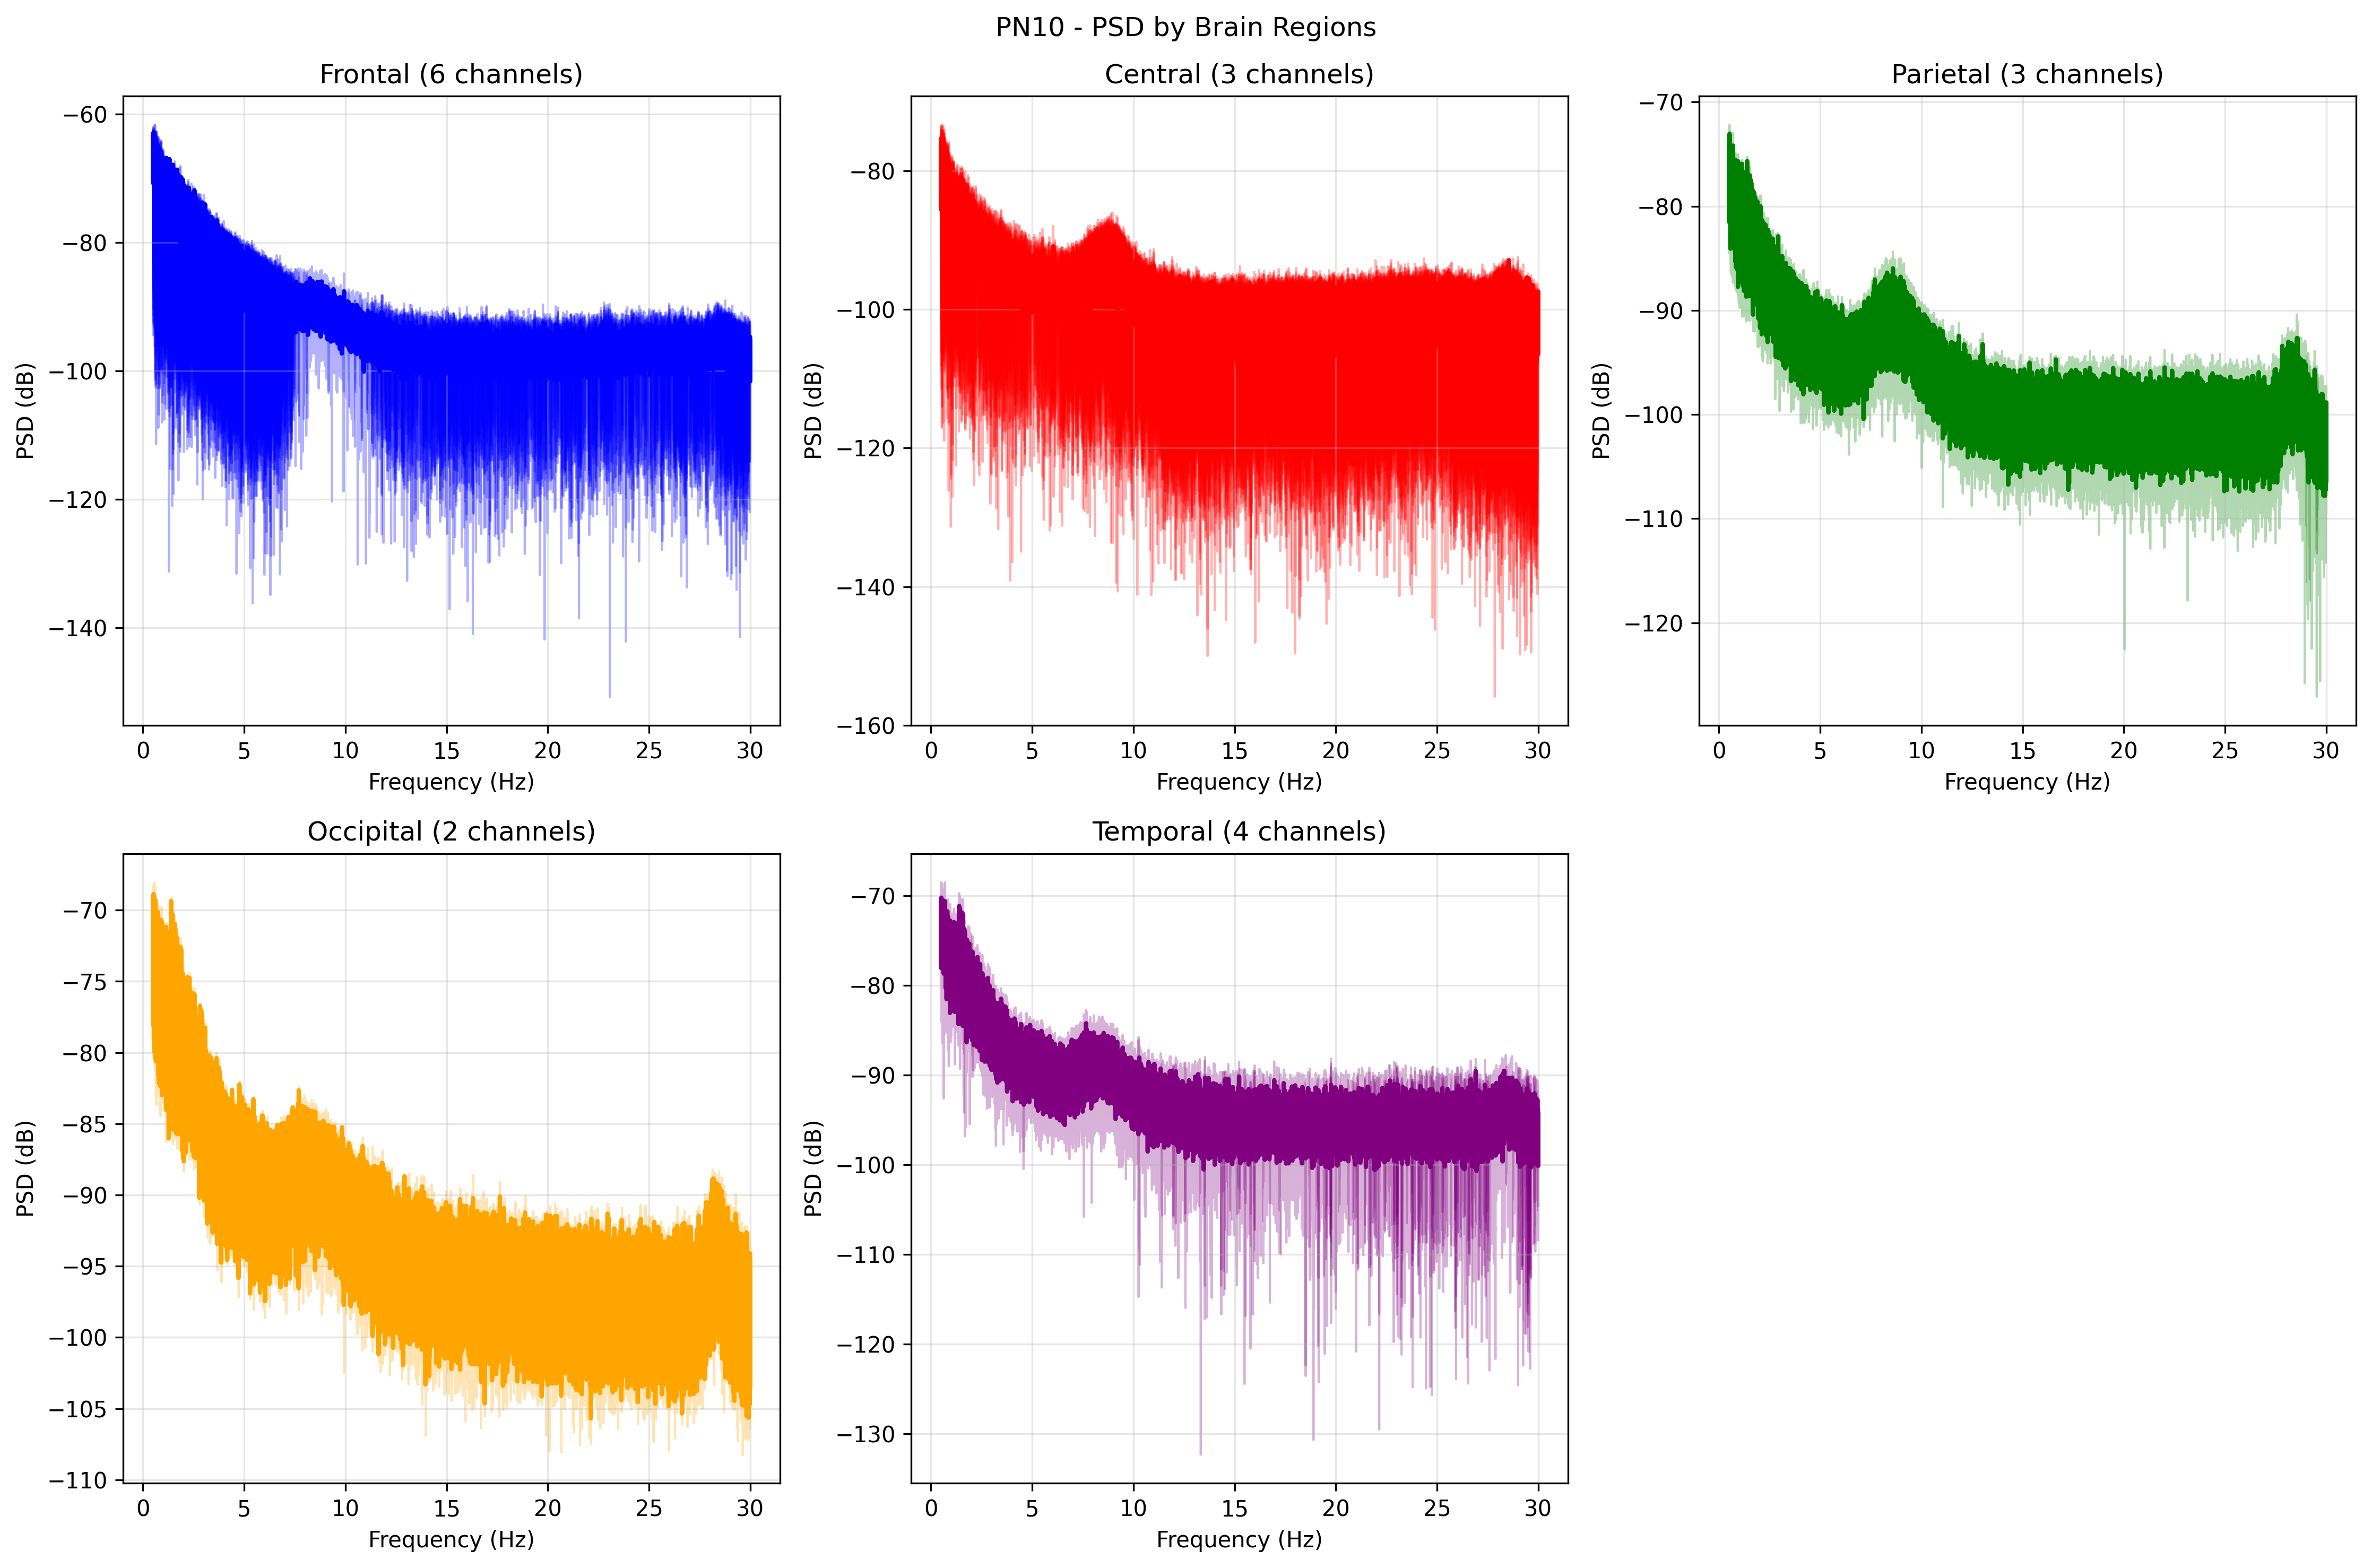 PN10 - PSD by Brain Regions
Frontal (6 channels)
−60
−80
−100
−120
−140
PSD (dB)
0 5 10 15 20 25 30
Frequency (Hz)
Central (3 channels)
−80
−100
−120
−140
−160
PSD (dB)
0 5 10 15 20 25 30
Frequency (Hz)
Parietal (3 channels)
−70
−80
−90
−100
−110
−120
PSD (dB)
0 5 10 15 20 25 30
Frequency (Hz)
Occipital (2 channels)
−70
−75
−80
−85
−90
−95
−100
−105
−110
PSD (dB)
0 5 10 15 20 25 30
Frequency (Hz)
Temporal (4 channels)
−70
−80
−90
−100
−110
−120
−130
PSD (dB)
0 5 10 15 20 25 30
Frequency (Hz)